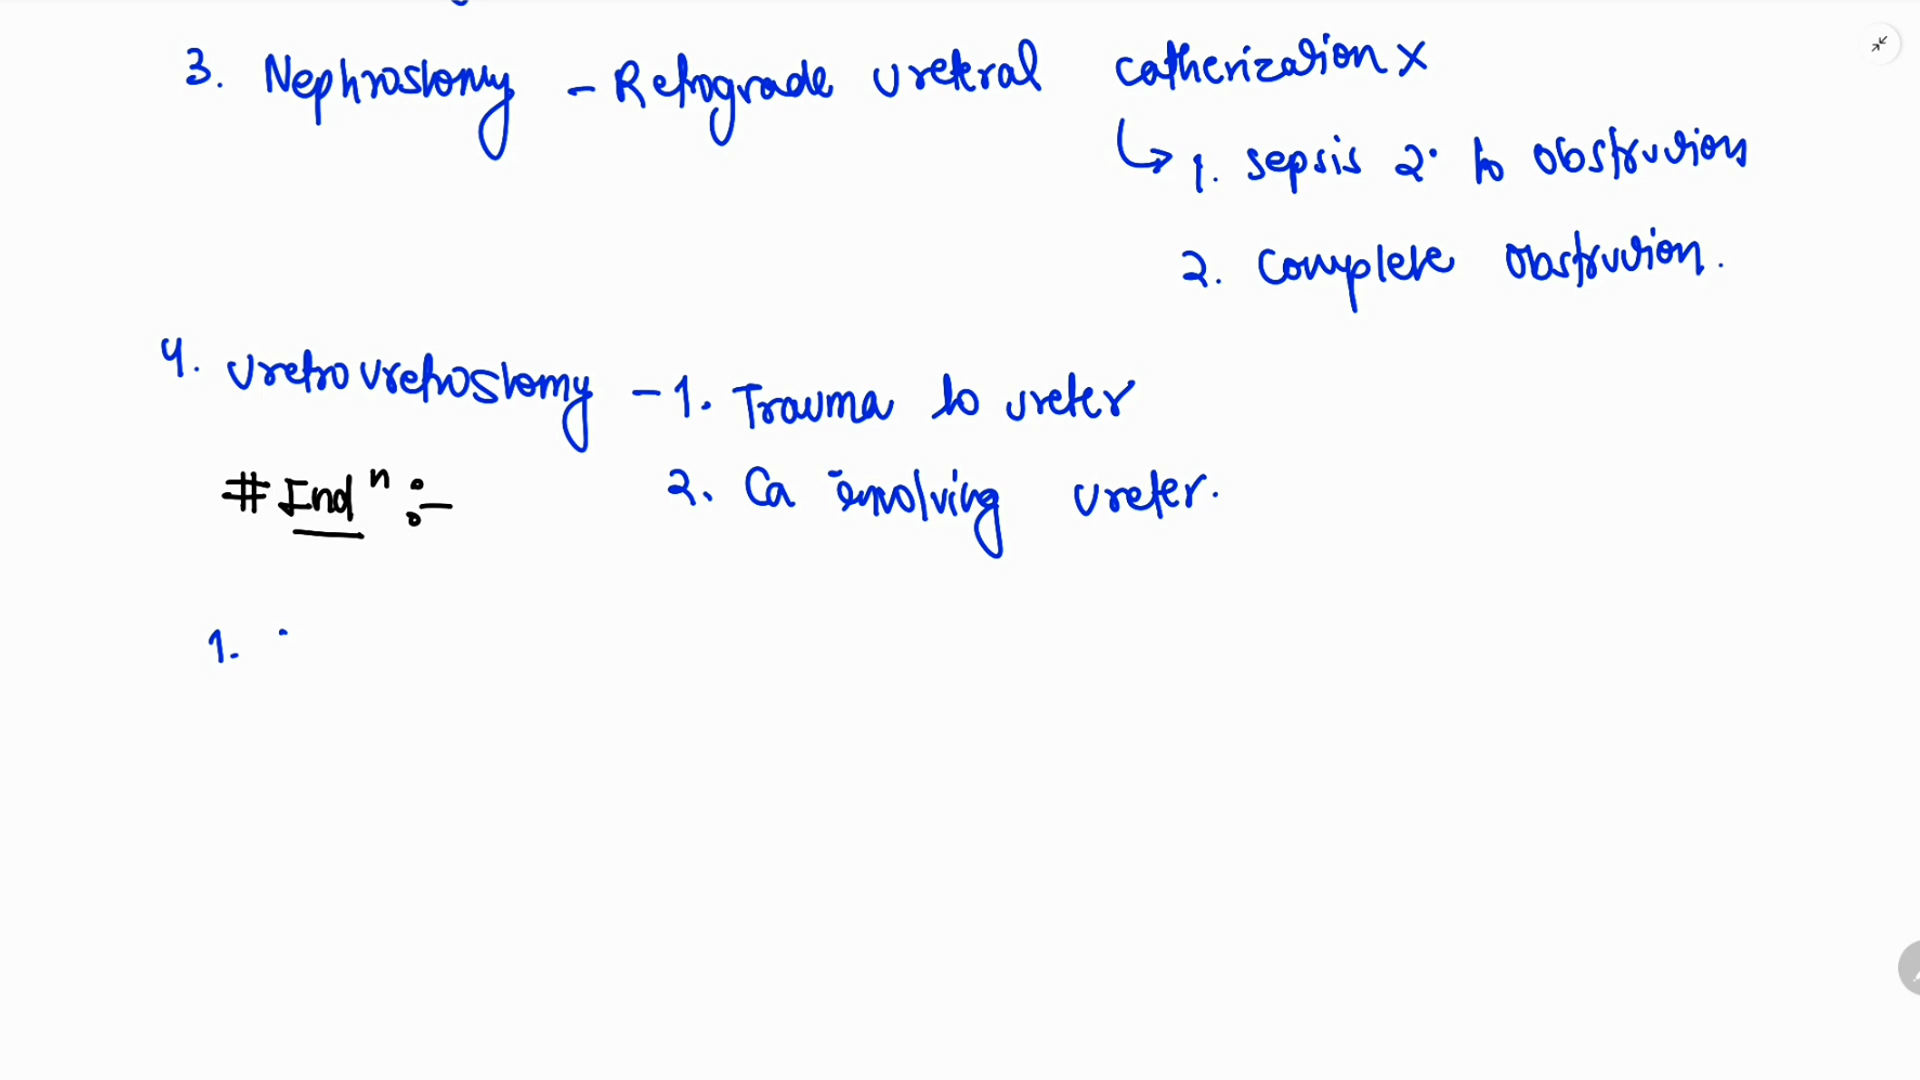 3. Nephrostomy - Retrograde ureteral catherization x
↳ 1. sepsis 2° to obstruction
2. Complete obstruction.
4. Uretrouretrostomy - 1. Trauma to ureter
# Indⁿ :-
2. Ca involving ureter.
1.